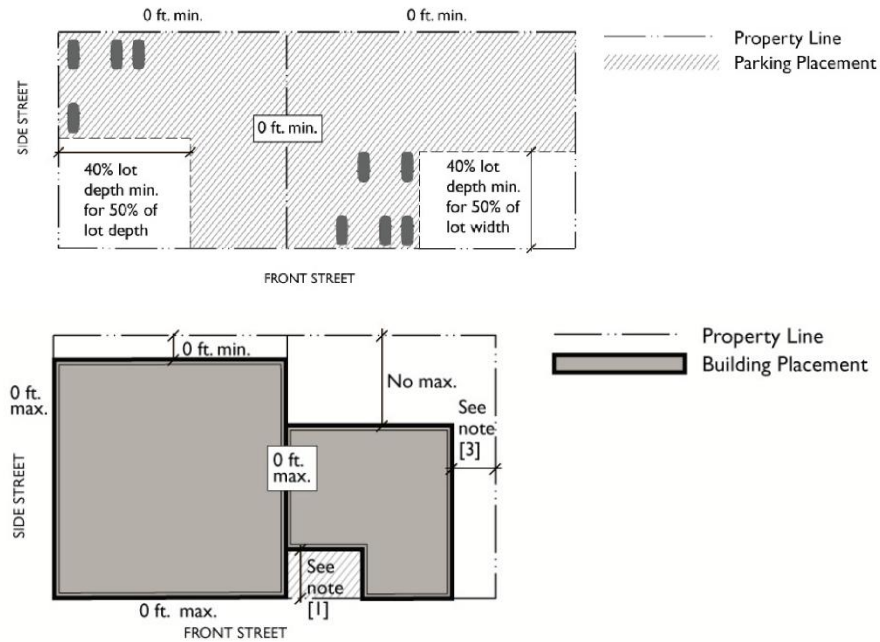 0 ft. min.
0 ft. min.
Property Line
Parking Placement
SIDE STREET
0 ft. min.
40% lot
depth min.
for 50% of
lot depth
40% lot
depth min.
for 50% of
lot width
FRONT STREET
Property Line
Building Placement
0 ft. min.
0 ft.
max.
No max.
See
note
[3]
SIDE STREET
0 ft.
max.
See
note
[1]
0 ft. max.
FRONT STREET